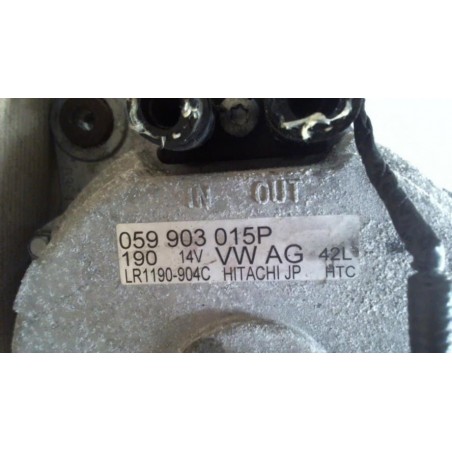 IN OUT
059 903 015P
190 14V VW AG 42L
LR1190-904C HITACHI JP HTC